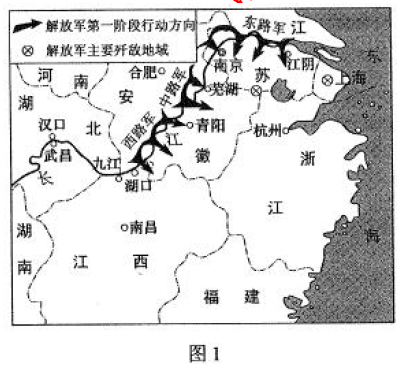 解放军第一阶段行动方向
解放军主要歼敌地域
东路军
江
东
河南
合肥
南京
江阴
上海
湖
安
中路军
芜湖
苏
北
汉口
西路军
青阳
杭州
武昌
九江
江
徽
浙
长
湖口
南昌
江
海
湖
南
江西
福建
图1